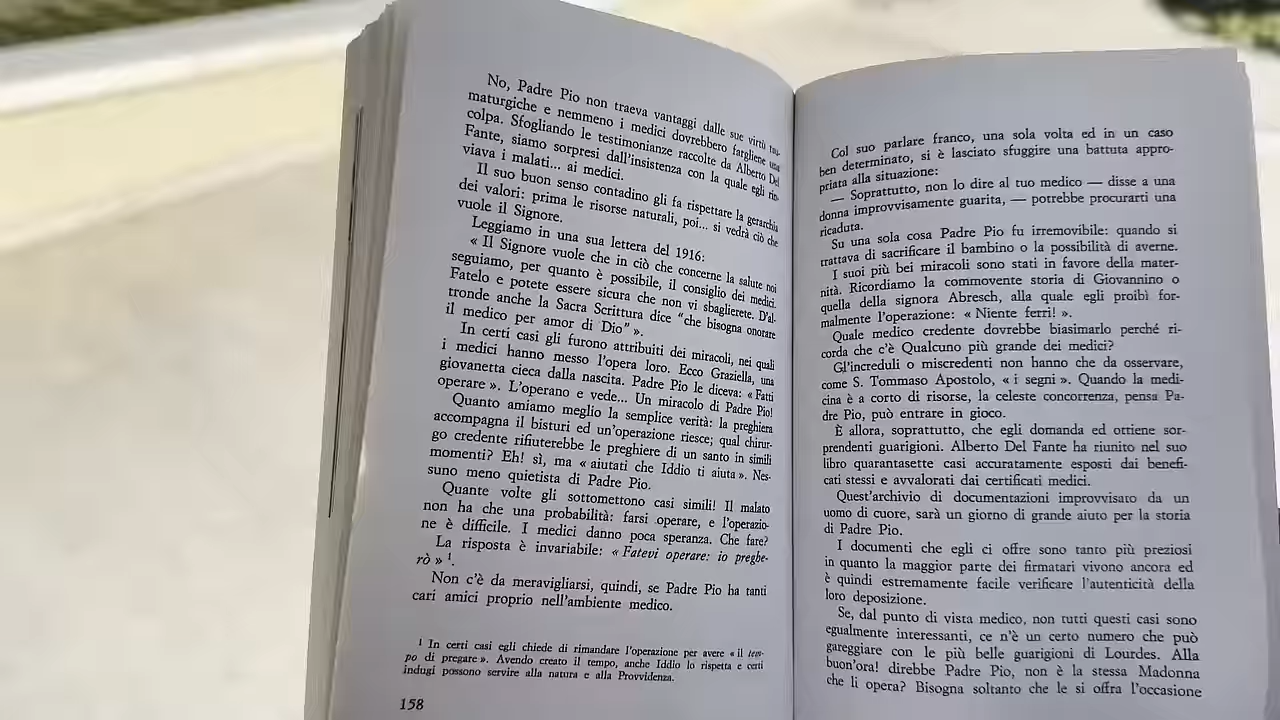 No, Padre Pio non traeva vantaggi dalle sue virtù tau-
maturgiche e nemmeno i medici dovrebbero fargliene una
colpa. Sfogliando le testimonianze raccolte da Alberto Del
Fante, siamo sorpresi dall'insistenza con la quale egli rin-
viava i malati... ai medici.
Il suo buon senso contadino gli fa rispettare la gerarchia
dei valori: prima le risorse naturali, poi... si vedrà ciò che
vuole il Signore.
Leggiamo in una sua lettera del 1916:
« Il Signore vuole che in ciò che concerne la salute noi
seguiamo, per quanto è possibile, il consiglio dei medici.
Fatelo e potete essere sicura che non vi sbaglierete. D'al-
tronde anche la Sacra Scrittura dice "che bisogna onorare
il medico per amor di Dio" ».
In certi casi gli furono attribuiti dei miracoli, nei quali
i medici hanno messo l'opera loro. Ecco Graziella, una
giovanetta cieca dalla nascita. Padre Pio le diceva: « Fatti
operare ». L'operano e vede... Un miracolo di Padre Pio!
Quanto amiamo meglio la semplice verità: la preghiera
accompagna il bisturi ed un'operazione riesce; qual chirur-
go credente rifiuterebbe le preghiere di un santo in simili
momenti? Eh! sì, ma « aiutati che Iddio ti aiuta ». Nes-
suno meno quietista di Padre Pio.
Quante volte gli sottomettono casi simili! Il malato
non ha che una probabilità: farsi operare, e l'operazio-
ne è difficile. I medici danno poca speranza. Che fare?
La risposta è invariabile: « Fatevi operare: io preghe-
rò » ¹.
Non c'è da meravigliarsi, quindi, se Padre Pio ha tanti
cari amici proprio nell'ambiente medico.
¹ In certi casi egli chiede di rimandare l'operazione per avere « il tem-
po di pregare ». Avendo creato il tempo, anche Iddio lo rispetta e certi
indugi possono servire alla natura e alla Provvidenza.
158
Col suo parlare franco, una sola volta ed in un caso
ben determinato, si è lasciato sfuggire una battuta appro-
priata alla situazione:
— Soprattutto, non lo dire al tuo medico — disse a una
donna improvvisamente guarita, — potrebbe procurarti una
ricaduta.
Su una sola cosa Padre Pio fu irremovibile: quando si
trattava di sacrificare il bambino o la possibilità di averne.
I suoi più bei miracoli sono stati in favore della mater-
nità. Ricordiamo la commovente storia di Giovannino o
quella della signora Abresch, alla quale egli proibì for-
malmente l'operazione: « Niente ferri! ».
Quale medico credente dovrebbe biasimarlo perché ri-
corda che c'è Qualcuno più grande dei medici?
Gl'increduli o miscredenti non hanno che da osservare,
come S. Tommaso Apostolo, « i segni ». Quando la medi-
cina è a corto di risorse, la celeste concorrenza, pensa Pa-
dre Pio, può entrare in gioco.
È allora, soprattutto, che egli domanda ed ottiene sor-
prendenti guarigioni. Alberto Del Fante ha riunito nel suo
libro quarantasette casi accuratamente esposti dai benefi-
cati stessi e avvalorati dai certificati medici.
Quest'archivio di documentazioni improvvisato da un
uomo di cuore, sarà un giorno di grande aiuto per la storia
di Padre Pio.
I documenti che egli ci offre sono tanto più preziosi
in quanto la maggior parte dei firmatari vivono ancora ed
è quindi estremamente facile verificare l'autenticità della
loro deposizione.
Se, dal punto di vista medico, non tutti questi casi sono
egualmente interessanti, ce n'è un certo numero che può
gareggiare con le più belle guarigioni di Lourdes. Alla
buon'ora! direbbe Padre Pio, non è la stessa Madonna
che li opera? Bisogna soltanto che le si offra l'occasione